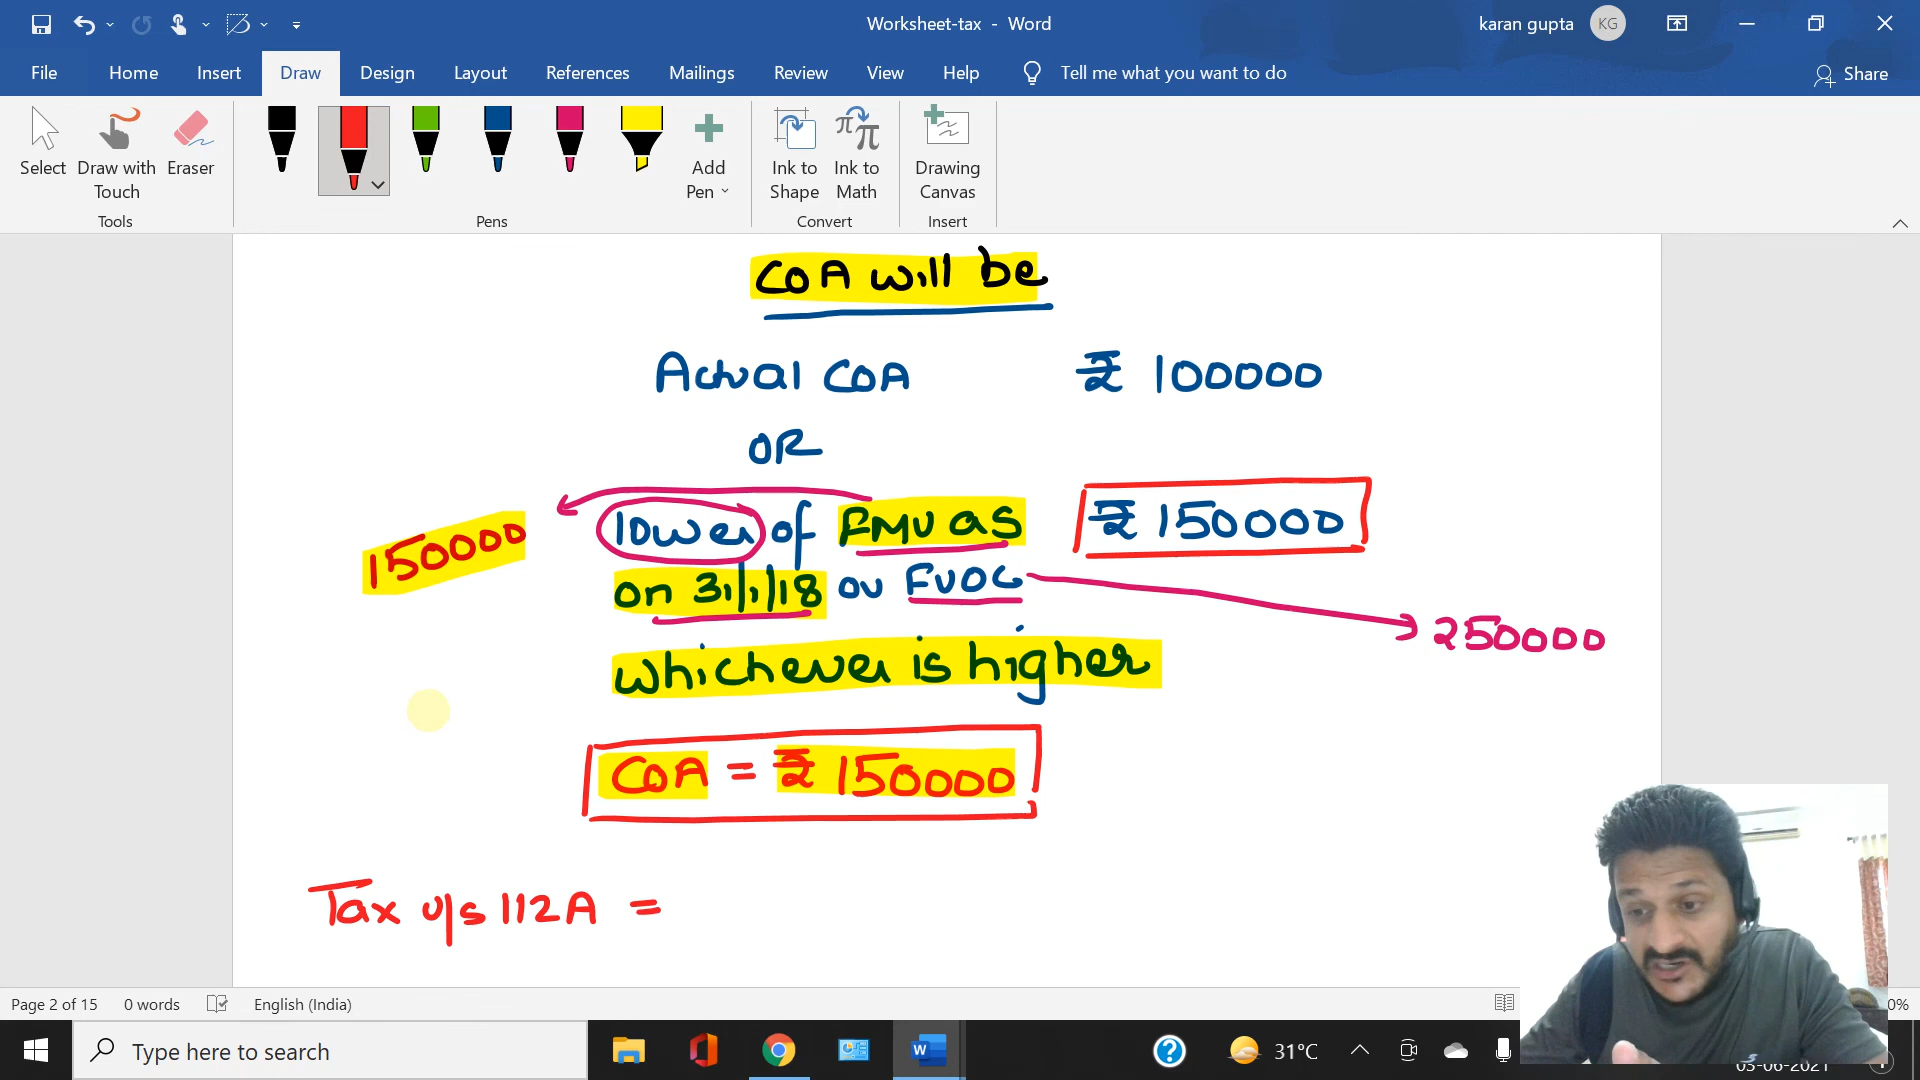 Worksheet-tax - Word
karan gupta
KG
File
Home
Insert
Draw
Design
Layout
References
Mailings
Review
View
Help
Tell me what you want to do
Share
Select
Draw with Touch
Eraser
Tools
Pens
Add Pen
Ink to Shape
Ink to Math
Convert
Drawing Canvas
Insert
COA will be
Actual COA ₹ 100000
OR
150000 lower of FMV as ₹ 150000
on 31/1/18 or FVOC
250000
whichever is higher
COA = ₹ 150000
Tax u/s 112A =
Page 2 of 15
0 words
English (India)
0%
Type here to search
31°C
03-06-2021